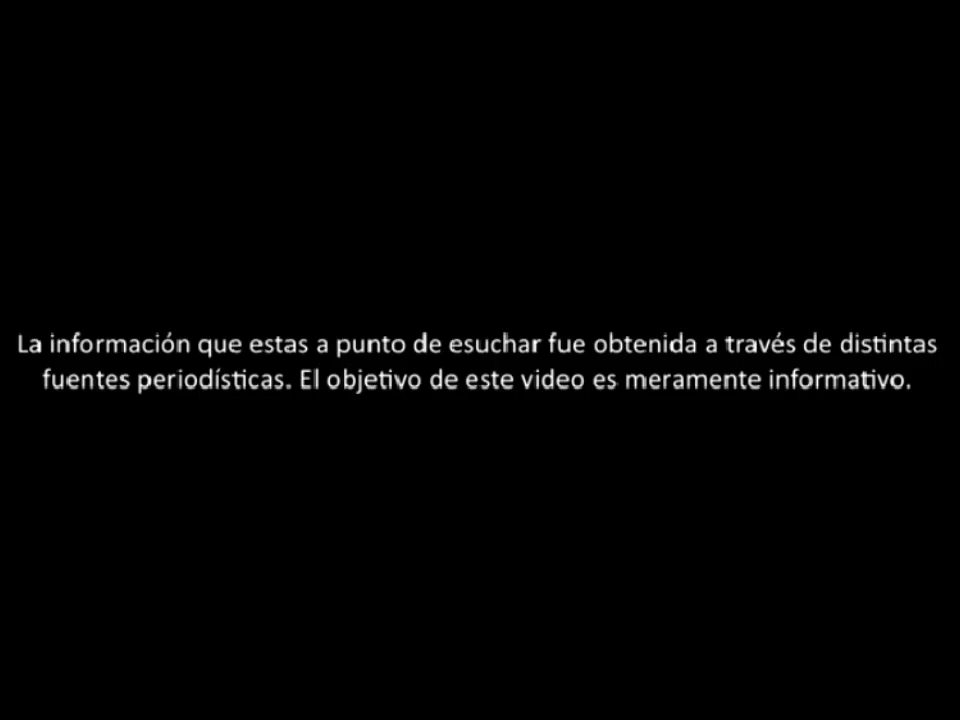 La información que estas a punto de esuchar fue obtenida a través de distintas
fuentes periodísticas. El objetivo de este video es meramente informativo.